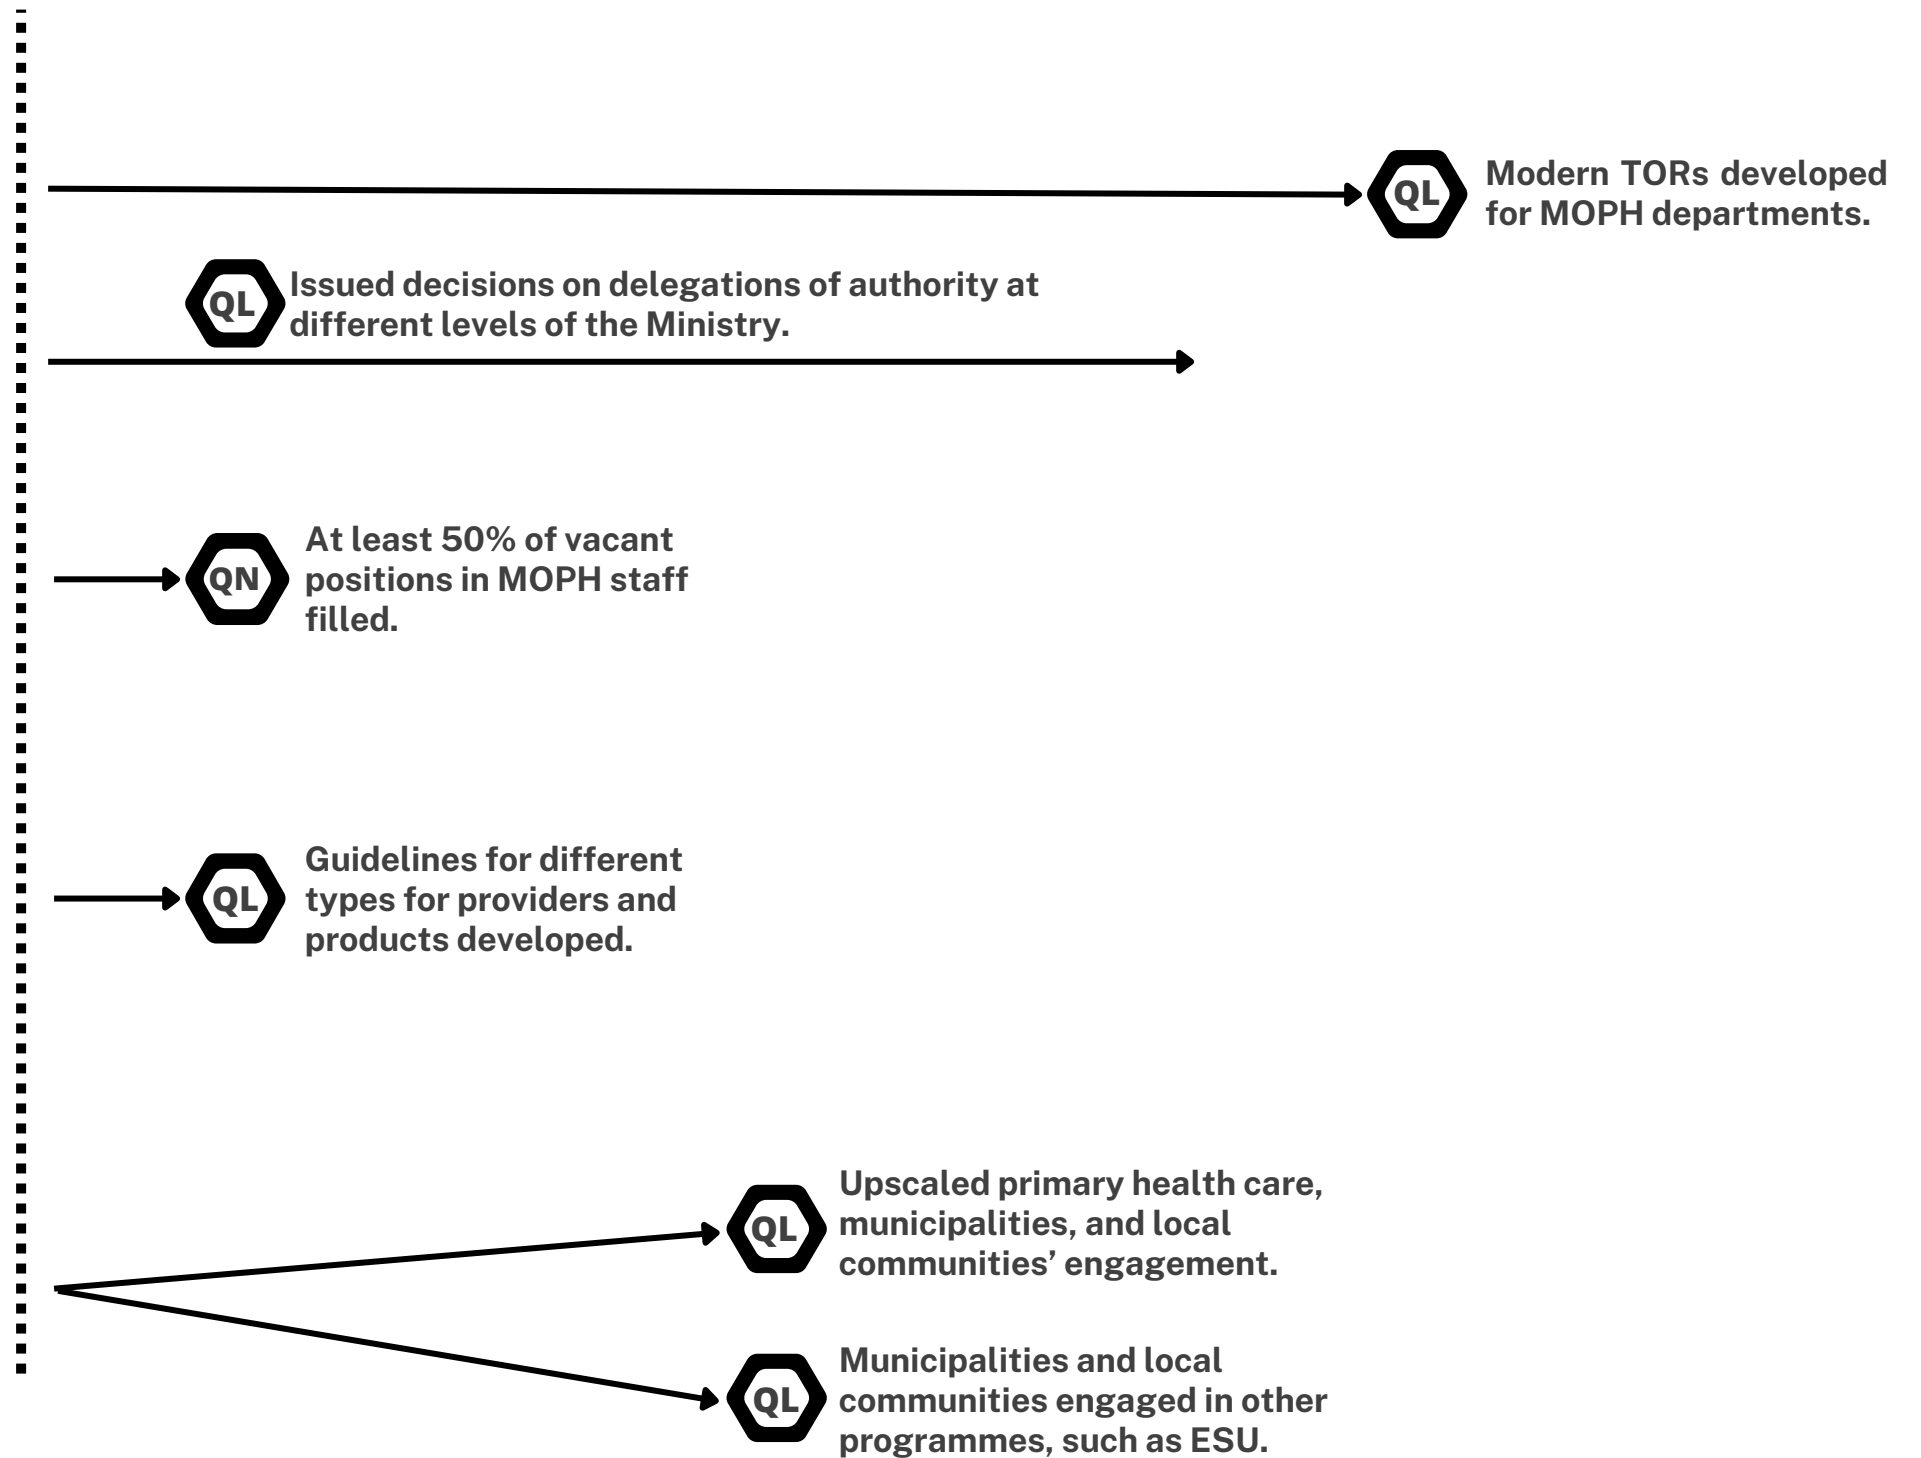 QL
Modern TORs developed
for MOPH departments.
QL
Issued decisions on delegations of authority at
different levels of the Ministry.
QN
At least 50% of vacant
positions in MOPH staff
filled.
QL
Guidelines for different
types for providers and
products developed.
QL
Upscaled primary health care,
municipalities, and local
communities’ engagement.
QL
Municipalities and local
communities engaged in other
programmes, such as ESU.